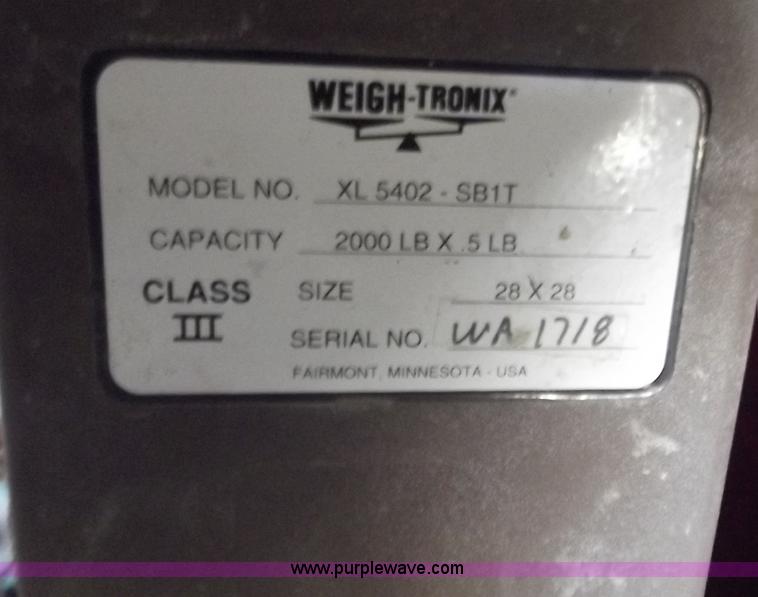 WEIGH-TRONIX
MODEL NO. XL 5402 - SB1T
CAPACITY 2000 LB X .5 LB
CLASS III
SIZE 28 X 28
SERIAL NO. WA 1718
FAIRMONT, MINNESOTA - USA
www.purplewave.com